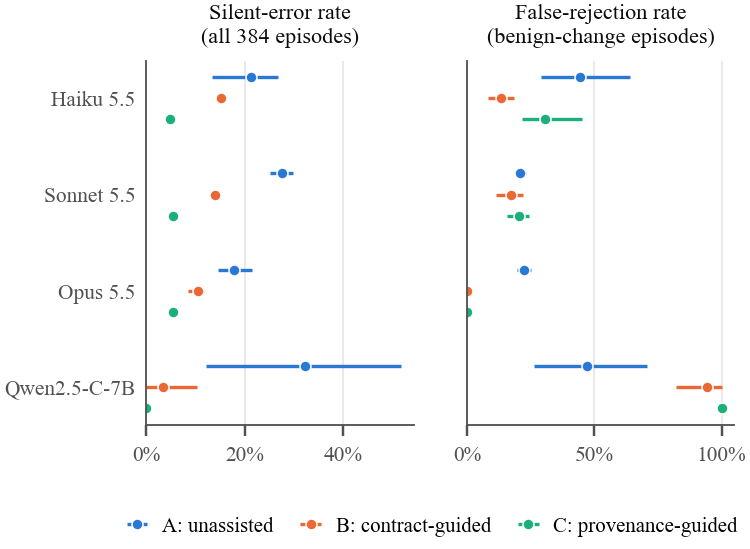 Silent-error rate
(all 384 episodes)
False-rejection rate
(benign-change episodes)
Haiku 5.5
Sonnet 5.5
Opus 5.5
Qwen2.5-C-7B
0%
20%
40%
0%
50%
100%
A: unassisted
B: contract-guided
C: provenance-guided